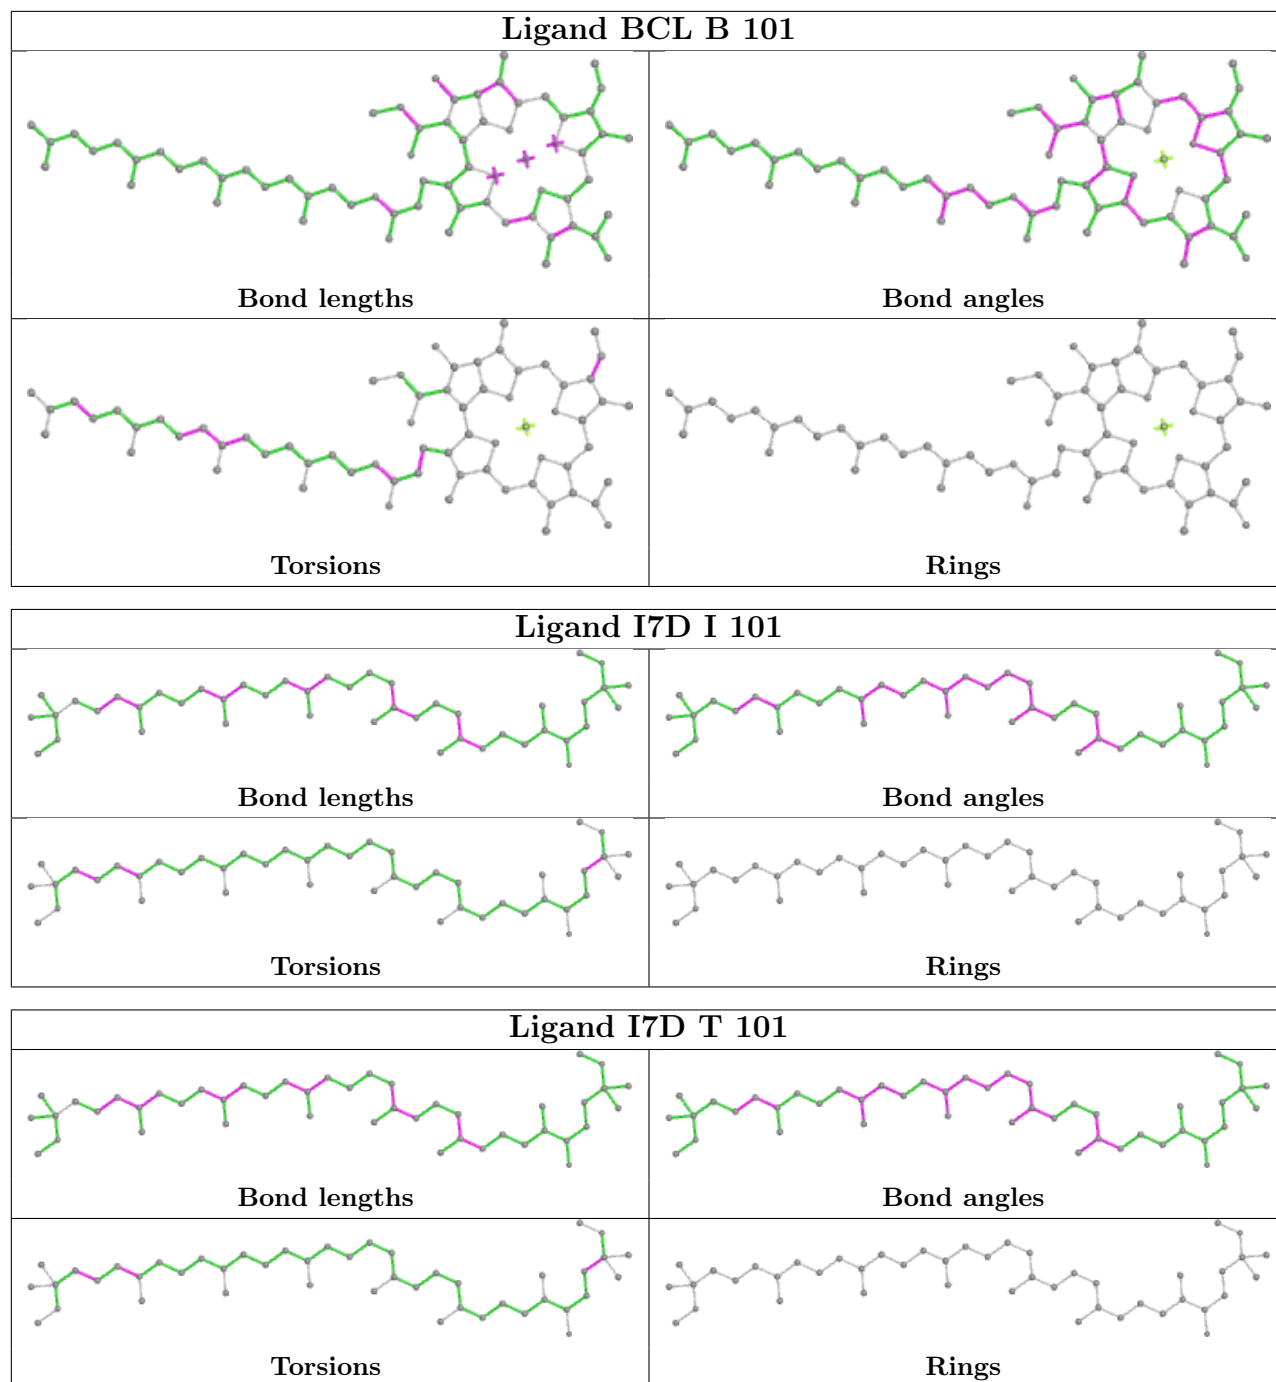 Ligand BCL B 101
Bond lengths
Bond angles
Torsions
Rings
Ligand I7D I 101
Bond lengths
Bond angles
Torsions
Rings
Ligand I7D T 101
Bond lengths
Bond angles
Torsions
Rings